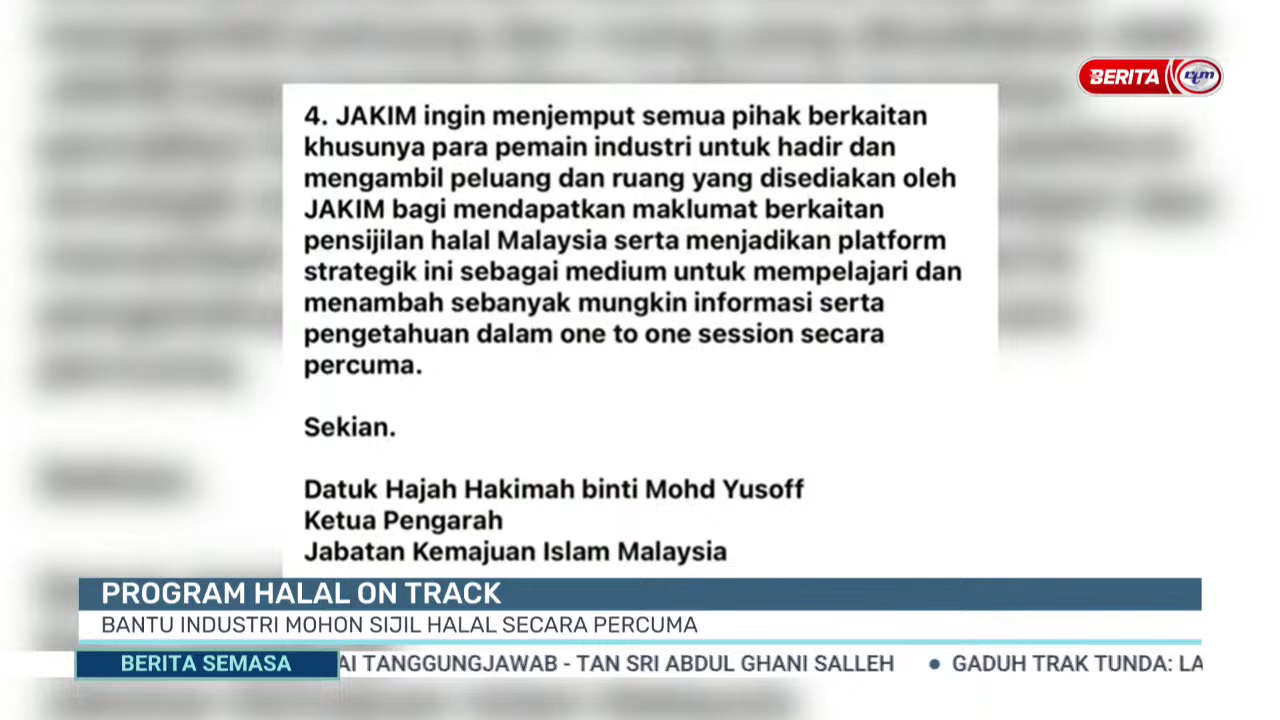 BERITA rtm
4. JAKIM ingin menjemput semua pihak berkaitan
khusunya para pemain industri untuk hadir dan
mengambil peluang dan ruang yang disediakan oleh
JAKIM bagi mendapatkan maklumat berkaitan
pensijilan halal Malaysia serta menjadikan platform
strategik ini sebagai medium untuk mempelajari dan
menambah sebanyak mungkin informasi serta
pengetahuan dalam one to one session secara
percuma.
Sekian.
Datuk Hajah Hakimah binti Mohd Yusoff
Ketua Pengarah
Jabatan Kemajuan Islam Malaysia
PROGRAM HALAL ON TRACK
BANTU INDUSTRI MOHON SIJIL HALAL SECARA PERCUMA
BERITA SEMASA AI TANGGUNGJAWAB - TAN SRI ABDUL GHANI SALLEH • GADUH TRAK TUNDA: LA